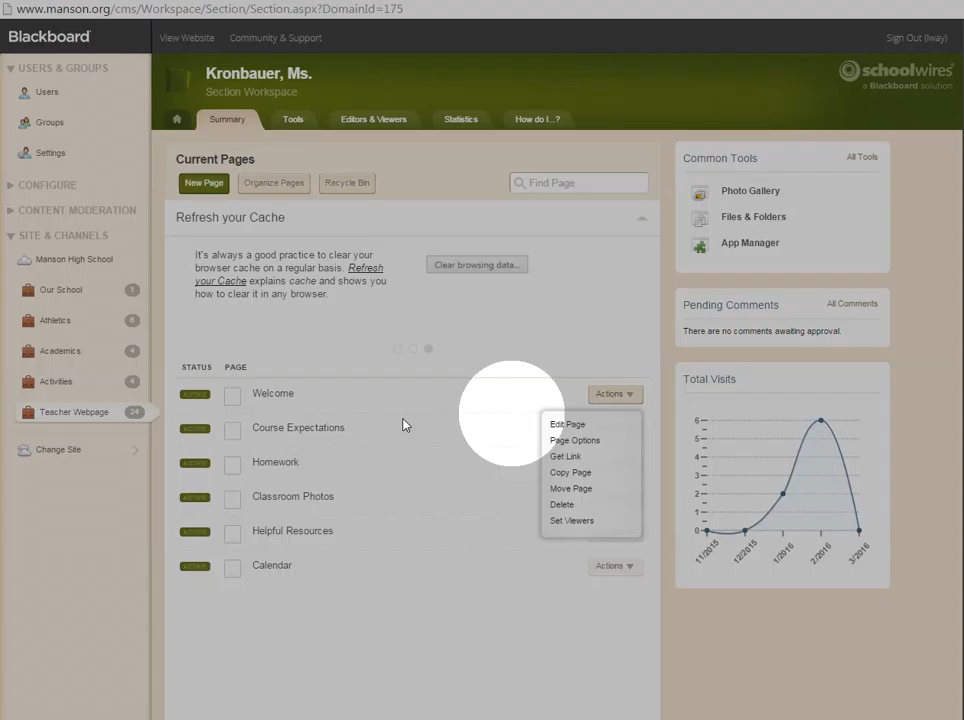 www.manson.org/cms/Workspace/Section/Section.aspx?DomainId=175
Blackboard
View Website
Community & Support
Sign Out (lway)
USERS & GROUPS
Users
Groups
Settings
CONFIGURE
CONTENT MODERATION
SITE & CHANNELS
Manson High School
Our School 1
Athletics 6
Academics 4
Activities 4
Teacher Webpage 24
Change Site
Kronbauer, Ms.
Section Workspace
schoolwires
a Blackboard solution
Summary
Tools
Editors & Viewers
Statistics
How do I...?
Current Pages
New Page
Organize Pages
Recycle Bin
Find Page
Refresh your Cache
It's always a good practice to clear your
browser cache on a regular basis. Refresh
your Cache explains cache and shows you
how to clear it in any browser.
Clear browsing data...
STATUS PAGE
ACTIVE Welcome Actions
ACTIVE Course Expectations
ACTIVE Homework
ACTIVE Classroom Photos
ACTIVE Helpful Resources
ACTIVE Calendar Actions
Edit Page
Page Options
Get Link
Copy Page
Move Page
Delete
Set Viewers
Common Tools
All Tools
Photo Gallery
Files & Folders
App Manager
Pending Comments
All Comments
There are no comments awaiting approval.
Total Visits
6
5
4
3
2
1
0
11/2015
12/2015
1/2016
2/2016
3/2016